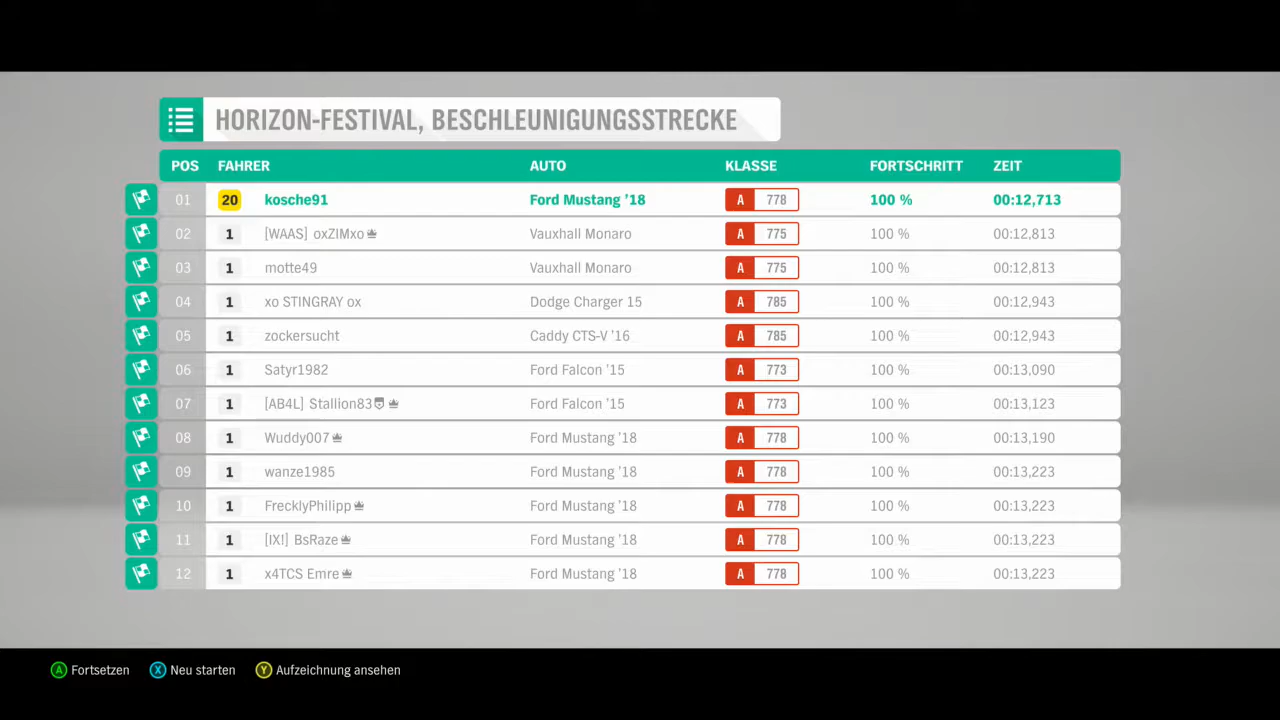 HORIZON-FESTIVAL, BESCHLEUNIGUNGSSTRECKE
POS FAHRER AUTO KLASSE FORTSCHRITT ZEIT
01 20 kosche91 Ford Mustang '18 A 778 100 % 00:12,713
02 1 [WAAS] oxZIMxo Vauxhall Monaro A 775 100 % 00:12,813
03 1 motte49 Vauxhall Monaro A 775 100 % 00:12,813
04 1 xo STINGRAY ox Dodge Charger 15 A 785 100 % 00:12,943
05 1 zockersucht Caddy CTS-V '16 A 785 100 % 00:12,943
06 1 Satyr1982 Ford Falcon '15 A 773 100 % 00:13,090
07 1 [AB4L] Stallion83 Ford Falcon '15 A 773 100 % 00:13,123
08 1 Wuddy007 Ford Mustang '18 A 778 100 % 00:13,190
09 1 wanze1985 Ford Mustang '18 A 778 100 % 00:13,223
10 1 FrecklyPhilipp Ford Mustang '18 A 778 100 % 00:13,223
11 1 [IX!] BsRaze Ford Mustang '18 A 778 100 % 00:13,223
12 1 x4TCS Emre Ford Mustang '18 A 778 100 % 00:13,223
A Fortsetzen X Neu starten Y Aufzeichnung ansehen